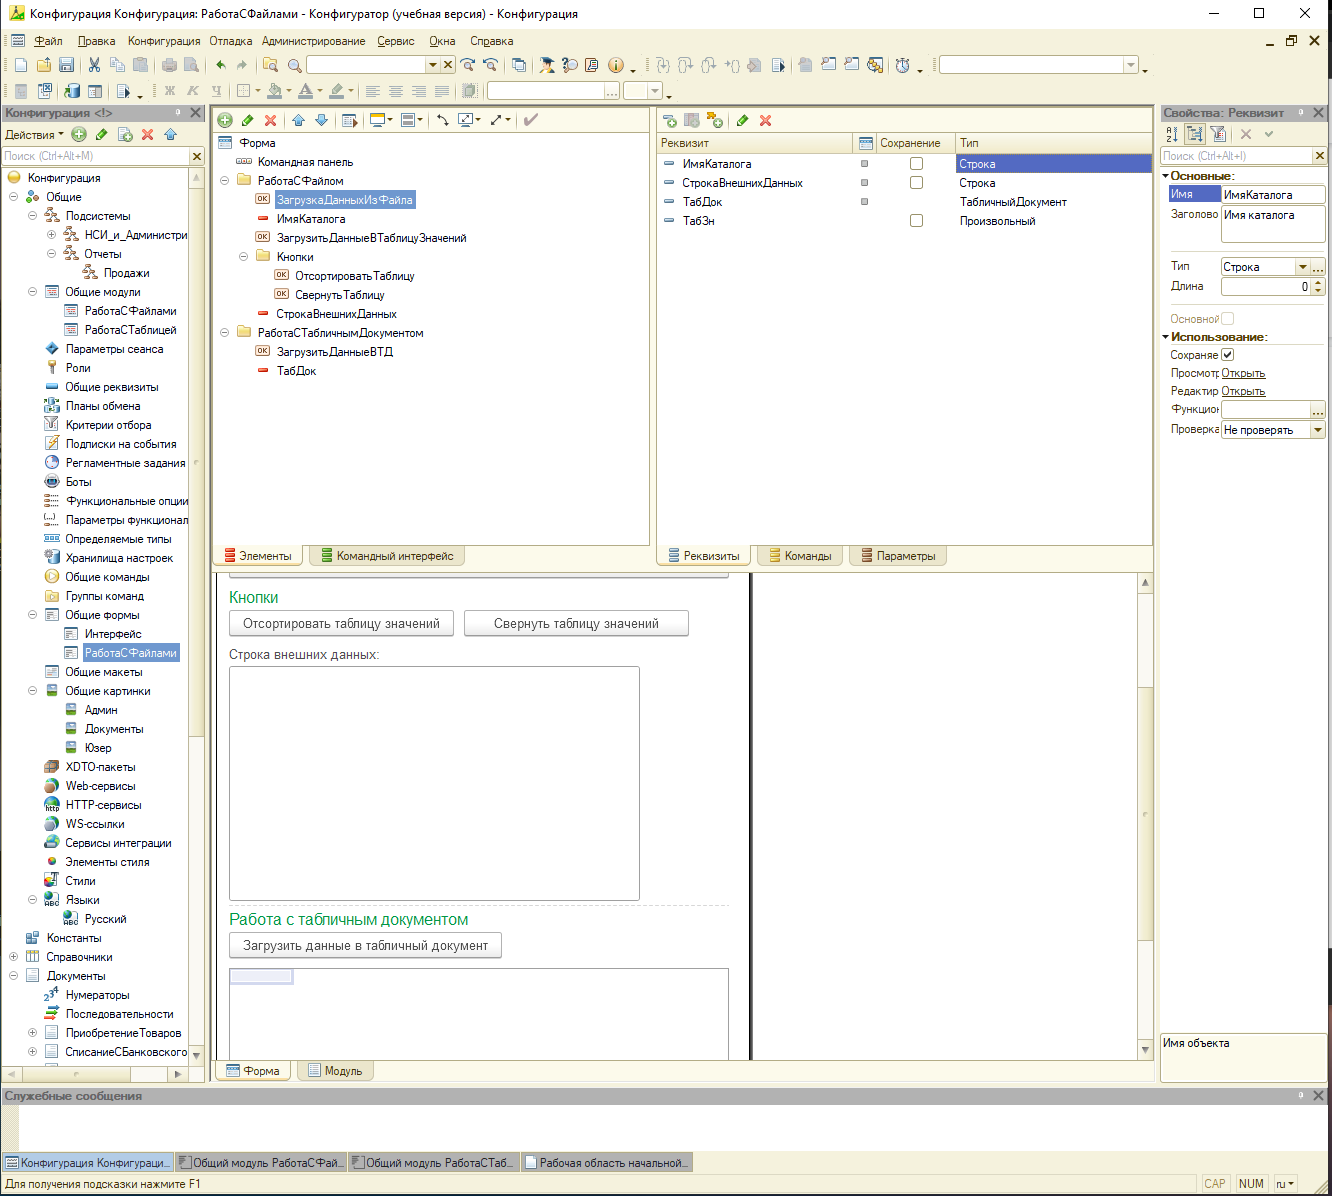 Конфигурация Конфигурация: РаботаСФайлами - Конфигуратор (учебная версия) - Конфигурация
Файл Правка Конфигурация Отладка Администрирование Сервис Окна Справка
Ж К Ч
Конфигурация <!>
Действия
Поиск (Ctrl+Alt+M)
Конфигурация
Общие
Подсистемы
НСИ_и_Администри
Отчеты
Продажи
Общие модули
РаботаСФайлами
РаботаСТаблицей
Параметры сеанса
Роли
Общие реквизиты
Планы обмена
Критерии отбора
Подписки на события
Регламентные задания
Боты
Функциональные опции
Параметры функционал
Определяемые типы
Хранилища настроек
Общие команды
Группы команд
Общие формы
Интерфейс
РаботаСФайлами
Общие макеты
Общие картинки
Админ
Документы
Юзер
XDTO-пакеты
Web-сервисы
HTTP-сервисы
WS-ссылки
Сервисы интеграции
Элементы стиля
Стили
Языки
Русский
Константы
Справочники
Документы
Нумераторы
Последовательности
ПриобретениеТоваров
СписаниеСБанковского
Форма
Командная панель
РаботаСФайлом
ЗагрузкаДанныхИзФайла
ИмяКаталога
ЗагрузитьДанныеВТаблицуЗначений
Кнопки
ОтсортироватьТаблицу
СвернутьТаблицу
СтрокаВнешнихДанных
РаботаСТабличнымДокументом
ЗагрузитьДанныеВТД
ТабДок
Элементы Командный интерфейс
Реквизит Сохранение Тип
ИмяКаталога Строка
СтрокаВнешнихДанных Строка
ТабДок ТабличныйДокумент
ТабЗн Произвольный
Реквизиты Команды Параметры
Кнопки
Отсортировать таблицу значений Свернуть таблицу значений
Строка внешних данных:
Работа с табличным документом
Загрузить данные в табличный документ
Форма Модуль
Свойства: Реквизит
Поиск (Ctrl+Alt+I)
Основные:
Имя ИмяКаталога
Заголово Имя каталога
Тип Строка
Длина 0
Основной
Использование:
Сохраняе
Просмотр Открыть
Редактир Открыть
Функцион
Проверка Не проверять
Имя объекта
Служебные сообщения
Конфигурация Конфигураци... Общий модуль РаботаСФай... Общий модуль РаботаСТаб... Рабочая область начальной...
Для получения подсказки нажмите F1 CAP NUM ru